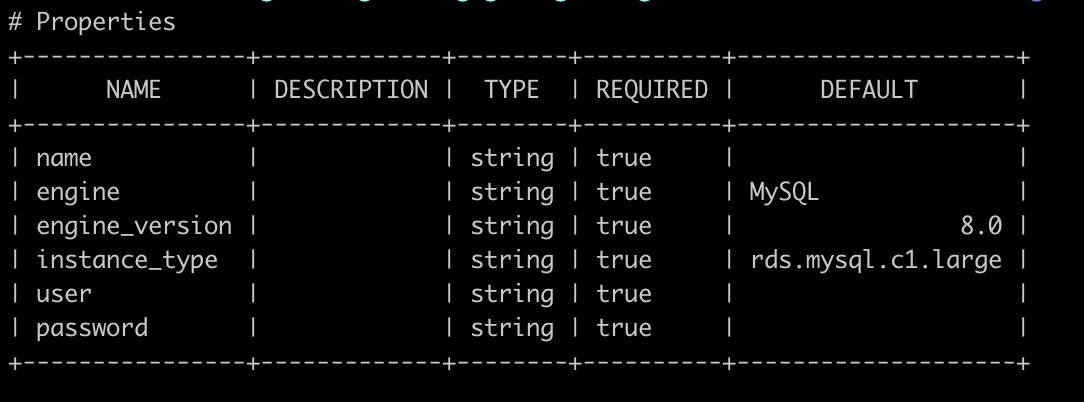 # Properties
+----------------+-------------+--------+----------+--------------------+
|      NAME      | DESCRIPTION |  TYPE  | REQUIRED |      DEFAULT       |
+----------------+-------------+--------+----------+--------------------+
| name           |             | string | true     |                    |
| engine         |             | string | true     | MySQL              |
| engine_version |             | string | true     |                8.0 |
| instance_type  |             | string | true     | rds.mysql.c1.large |
| user           |             | string | true     |                    |
| password       |             | string | true     |                    |
+----------------+-------------+--------+----------+--------------------+